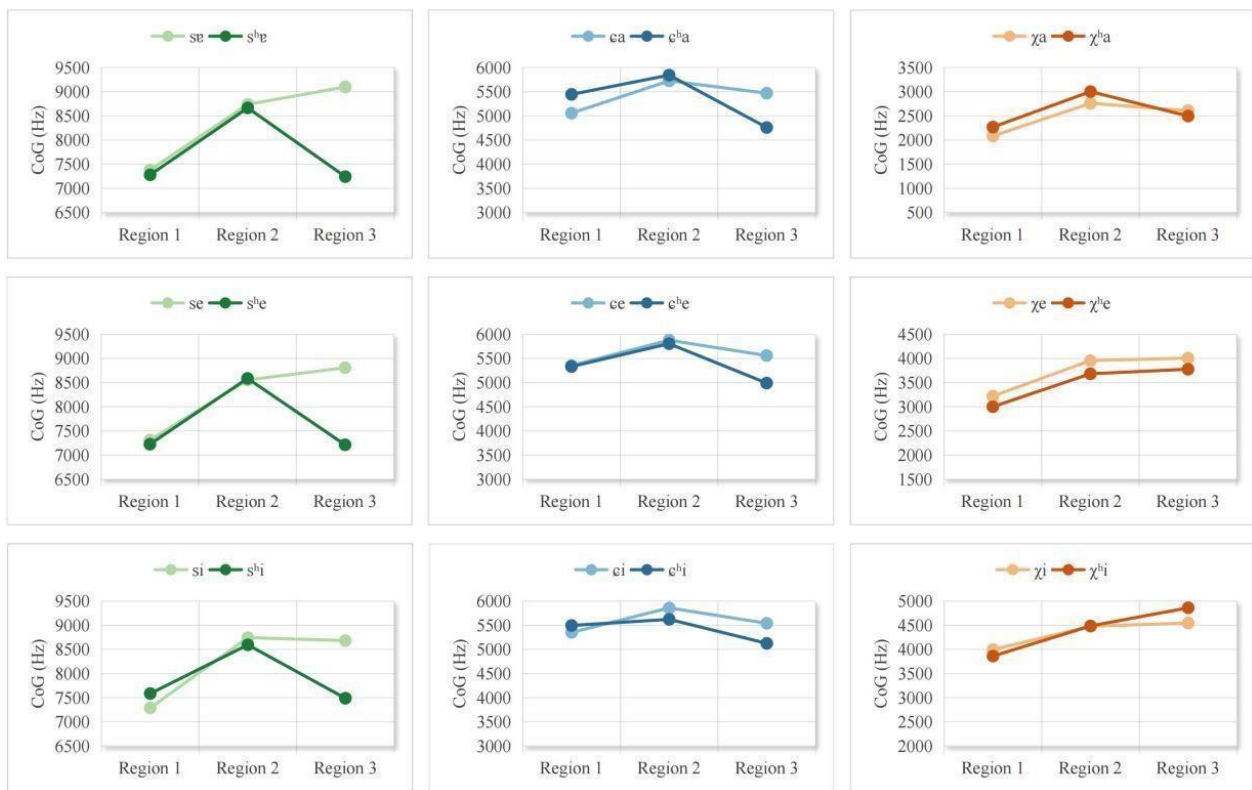 sɐ sʰɐ
CoG (Hz)
9500
9000
8500
8000
7500
7000
6500
Region 1 Region 2 Region 3
ɕa ɕʰa
CoG (Hz)
6000
5500
5000
4500
4000
3500
3000
Region 1 Region 2 Region 3
χa χʰa
CoG (Hz)
3500
3000
2500
2000
1500
1000
500
Region 1 Region 2 Region 3
se sʰe
CoG (Hz)
9500
9000
8500
8000
7500
7000
6500
Region 1 Region 2 Region 3
ɕe ɕʰe
CoG (Hz)
6000
5500
5000
4500
4000
3500
3000
Region 1 Region 2 Region 3
χe χʰe
CoG (Hz)
4500
4000
3500
3000
2500
2000
1500
Region 1 Region 2 Region 3
si sʰi
CoG (Hz)
9500
9000
8500
8000
7500
7000
6500
Region 1 Region 2 Region 3
ɕi ɕʰi
CoG (Hz)
6000
5500
5000
4500
4000
3500
3000
Region 1 Region 2 Region 3
χi χʰi
CoG (Hz)
5000
4500
4000
3500
3000
2500
2000
Region 1 Region 2 Region 3